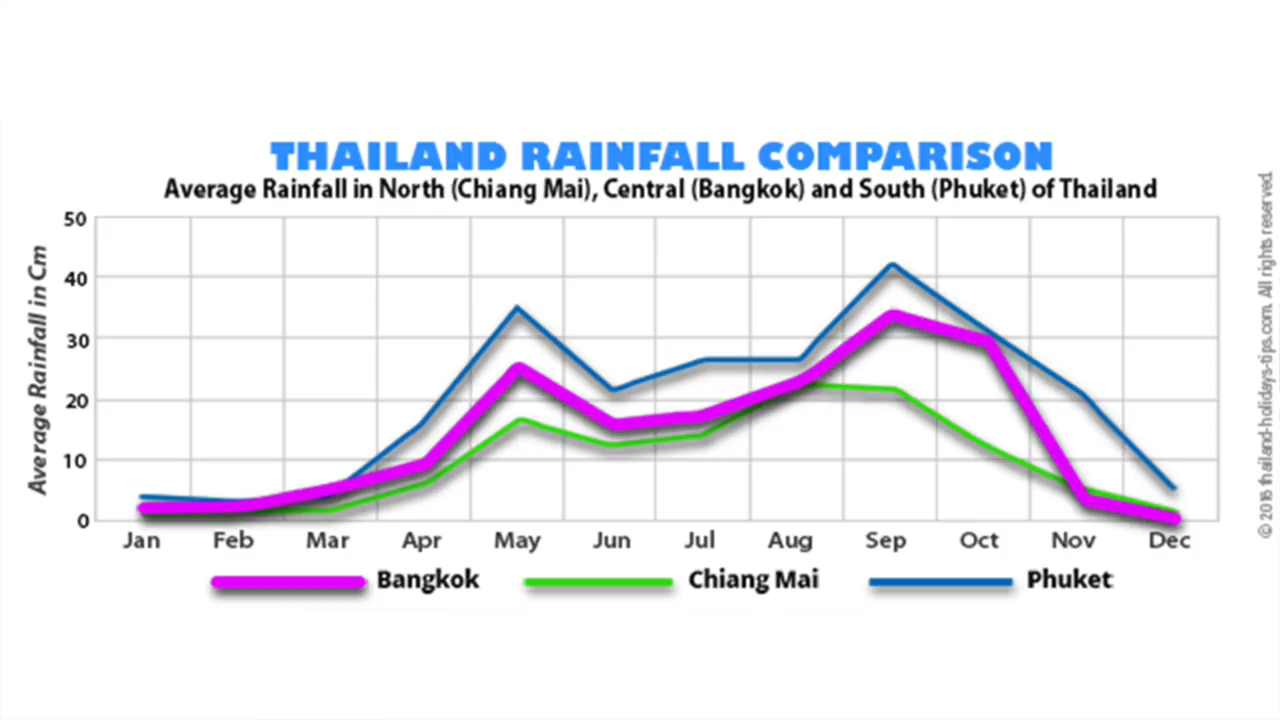 THAILAND RAINFALL COMPARISON
Average Rainfall in North (Chiang Mai), Central (Bangkok) and South (Phuket) of Thailand
Average Rainfall in Cm
50
40
30
20
10
0
Jan Feb Mar Apr May Jun Jul Aug Sep Oct Nov Dec
Bangkok Chiang Mai Phuket
© 2016 thailand-holidays-tips.com. All rights reserved.